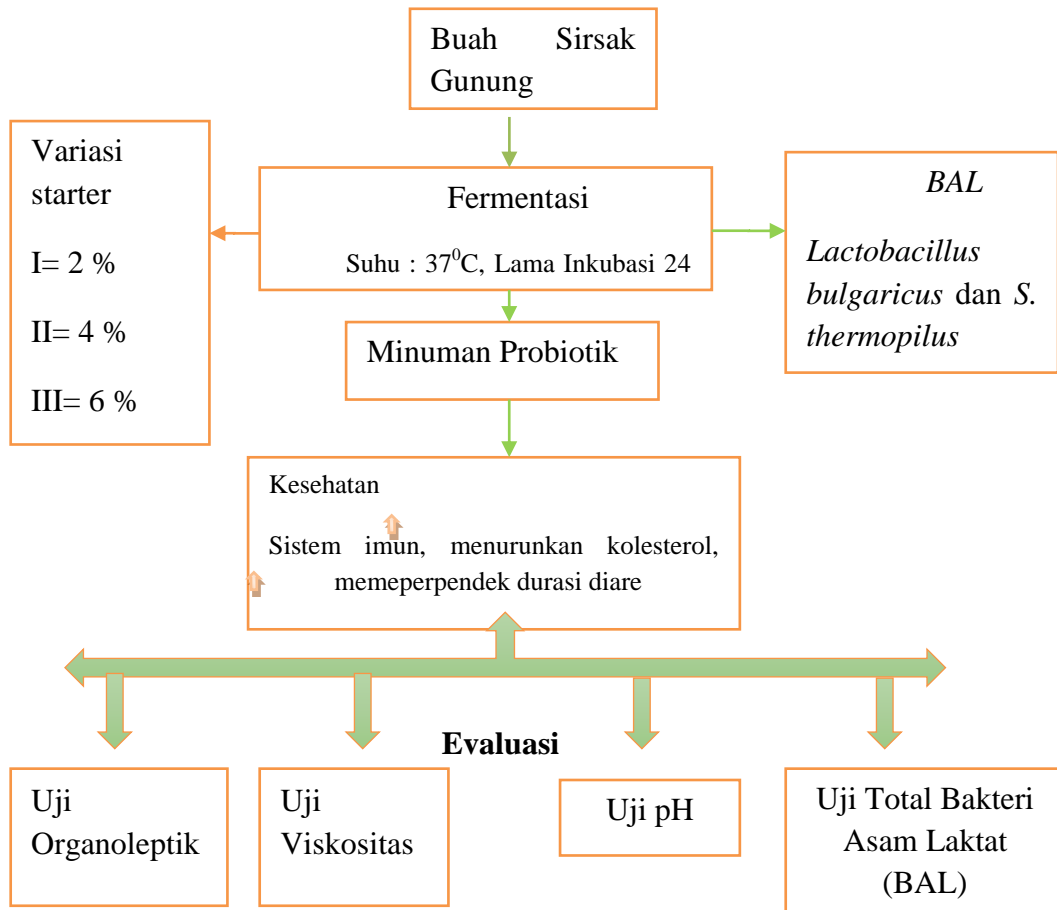 Buah Sirsak
Gunung
Variasi
starter
I= 2 %
II= 4 %
III= 6 %
Fermentasi
Suhu : 37⁰C, Lama Inkubasi 24
BAL
Lactobacillus
bulgaricus dan S.
thermopilus
Minuman Probiotik
Kesehatan
Sistem imun, menurunkan kolesterol,
memeperpendek durasi diare
Evaluasi
Uji
Organoleptik
Uji
Viskositas
Uji pH
Uji Total Bakteri
Asam Laktat
(BAL)